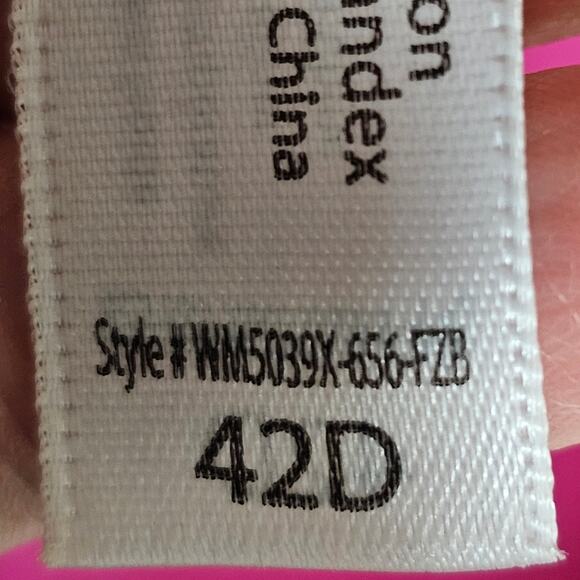 on
ndex
China
Style # WM5039X-656-FZB
42D